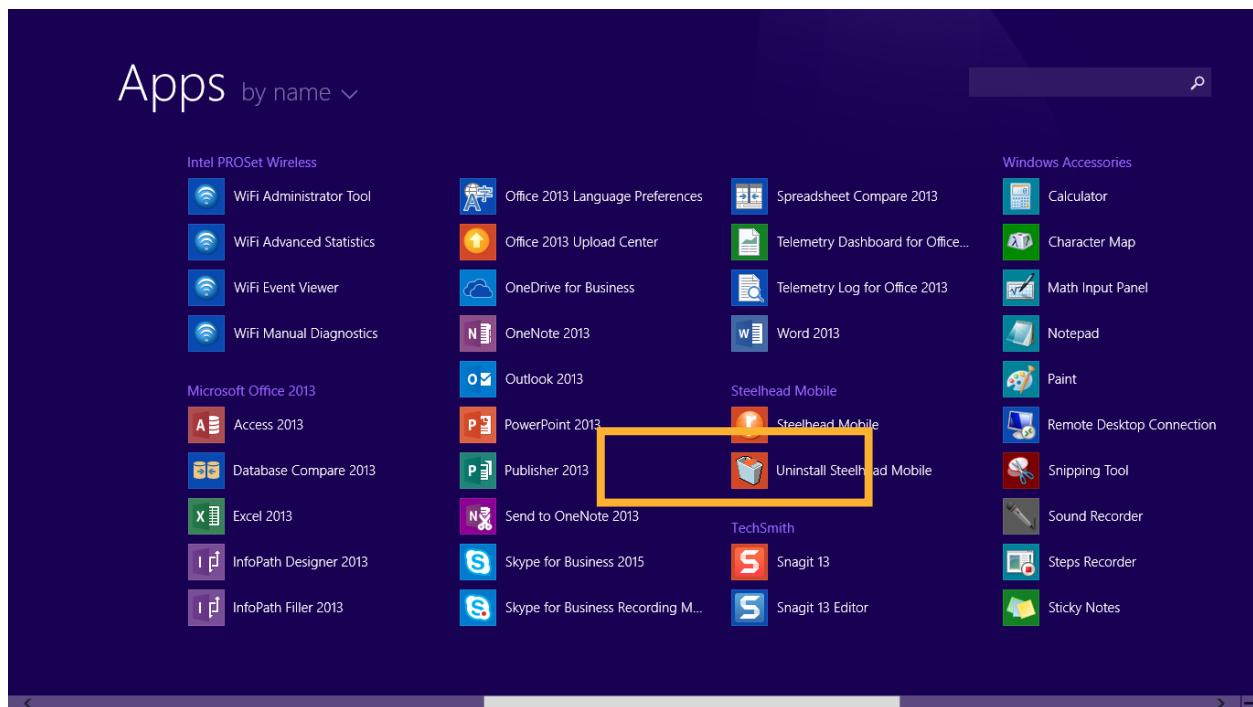 Apps by name
Intel PROSet Wireless
WiFi Administrator Tool
WiFi Advanced Statistics
WiFi Event Viewer
WiFi Manual Diagnostics
Microsoft Office 2013
Access 2013
Database Compare 2013
Excel 2013
InfoPath Designer 2013
InfoPath Filler 2013
Office 2013 Language Preferences
Office 2013 Upload Center
OneDrive for Business
OneNote 2013
Outlook 2013
PowerPoint 2013
Publisher 2013
Send to OneNote 2013
Skype for Business 2015
Skype for Business Recording M...
Spreadsheet Compare 2013
Telemetry Dashboard for Office...
Telemetry Log for Office 2013
Word 2013
Steelhead Mobile
Steelhead Mobile
Uninstall Steelhead Mobile
TechSmith
Snagit 13
Snagit 13 Editor
Windows Accessories
Calculator
Character Map
Math Input Panel
Notepad
Paint
Remote Desktop Connection
Snipping Tool
Sound Recorder
Steps Recorder
Sticky Notes